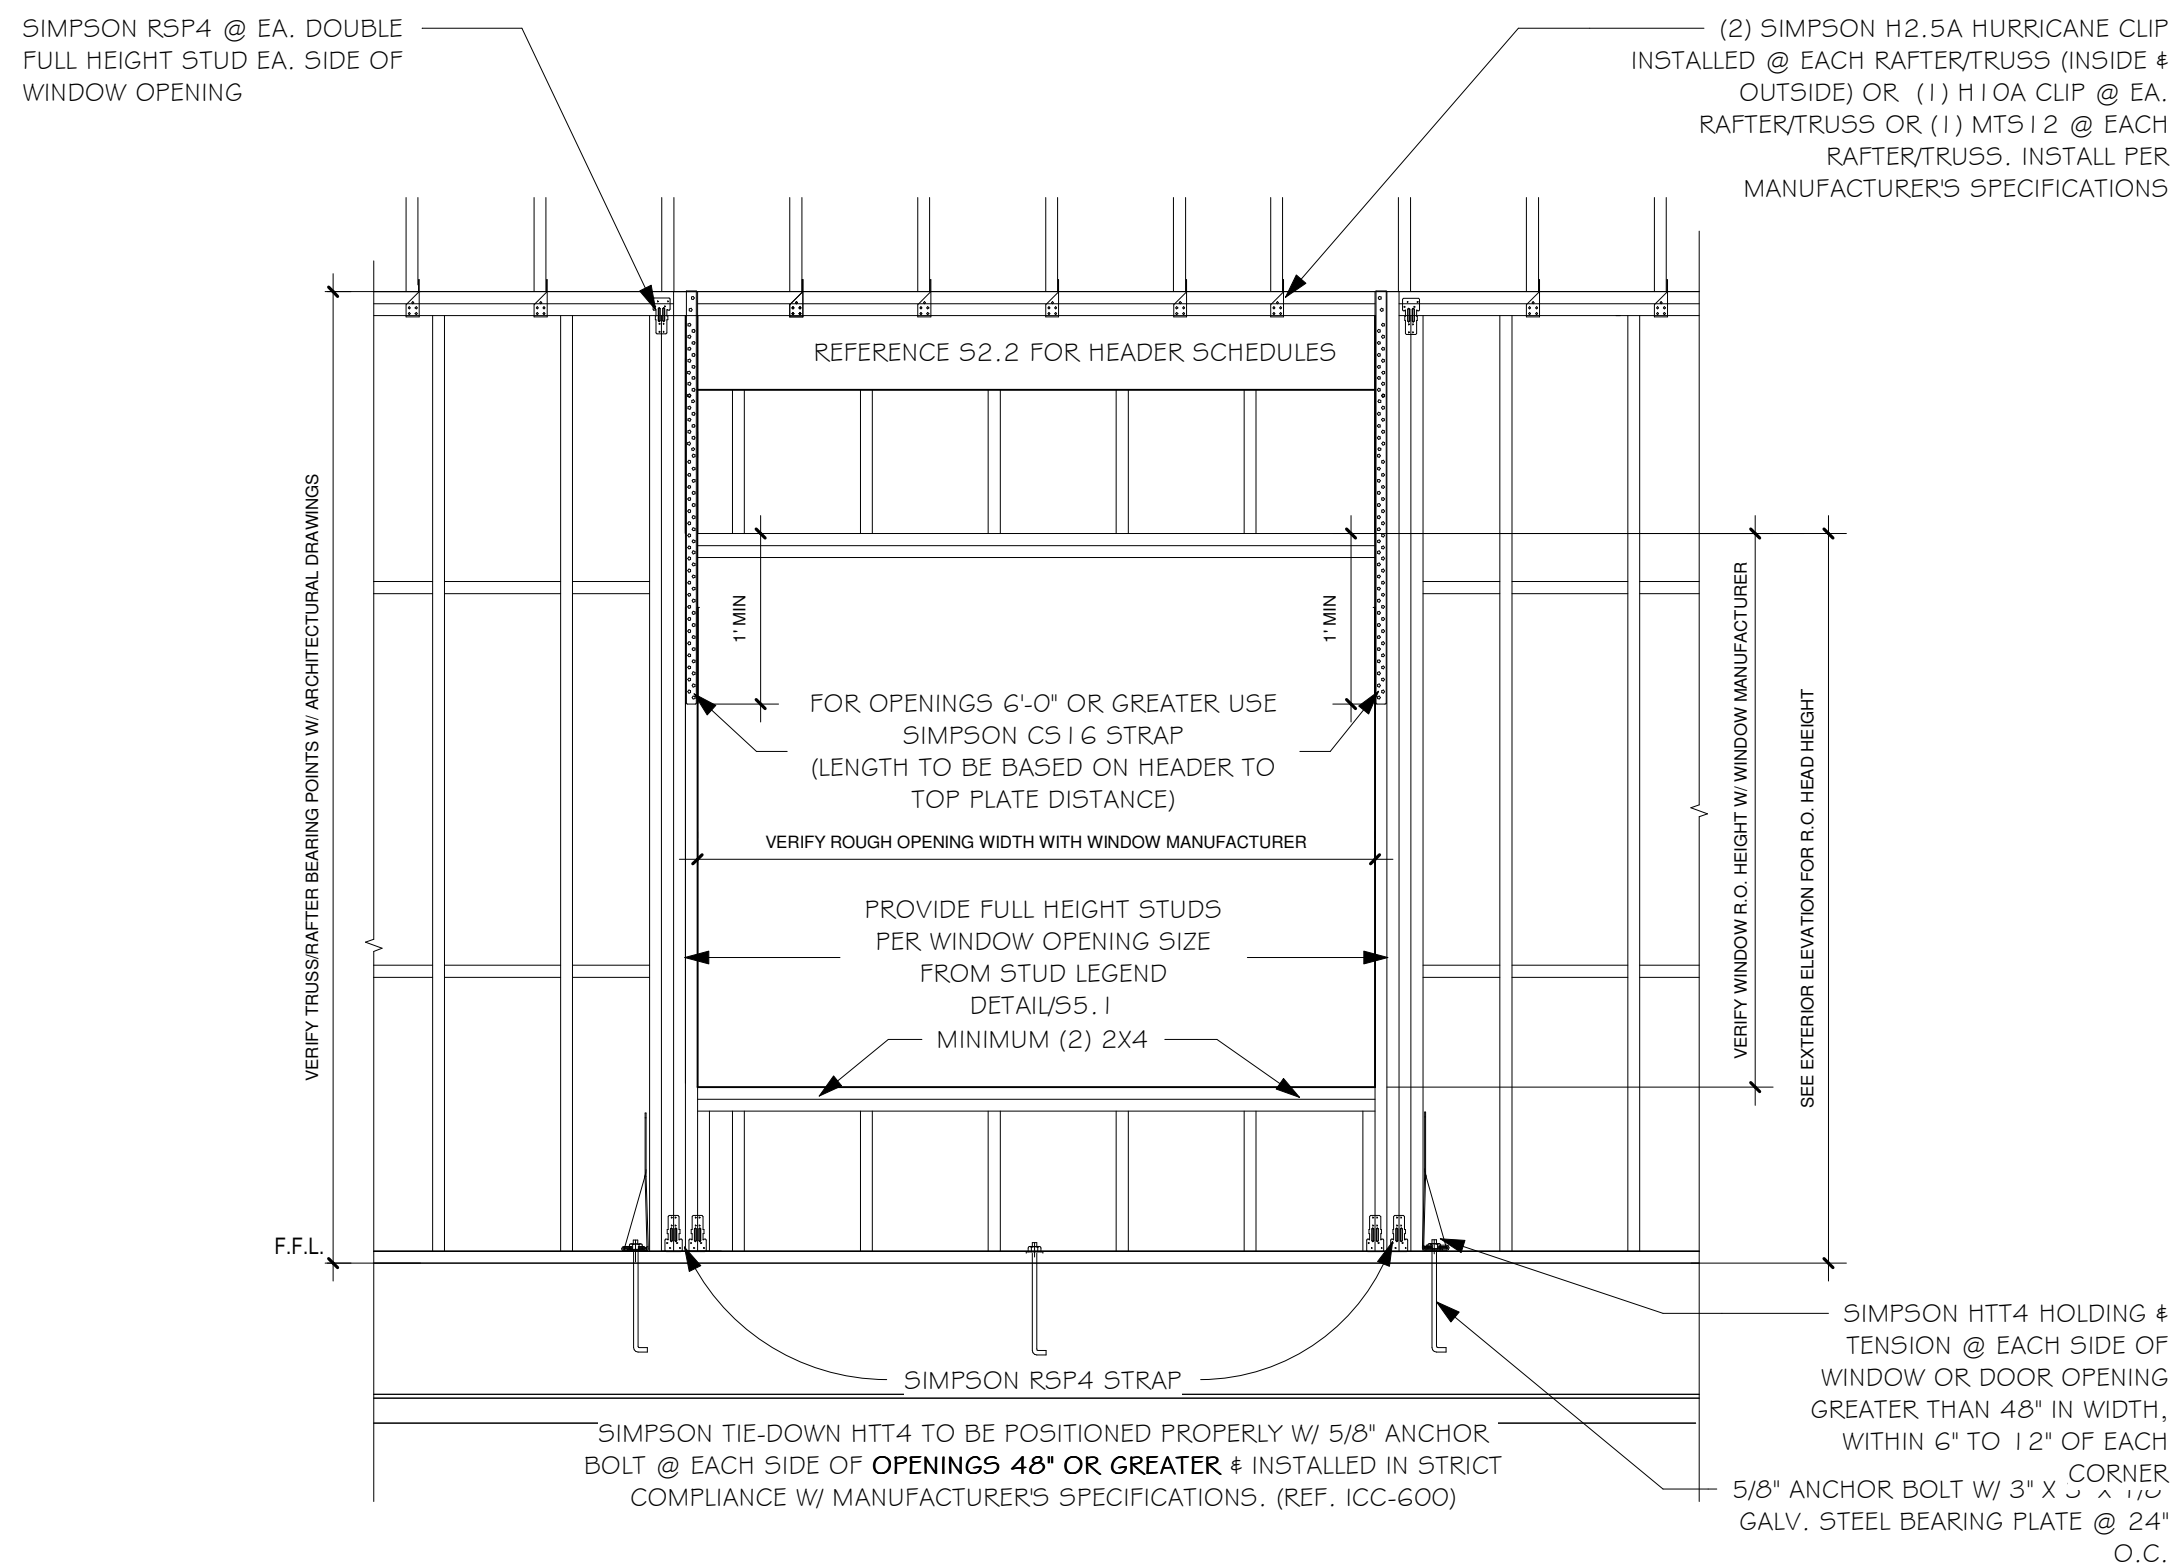 SIMPSON RSP4 @ EA. DOUBLE
FULL HEIGHT STUD EA. SIDE OF
WINDOW OPENING
(2) SIMPSON H2.5A HURRICANE CLIP
INSTALLED @ EACH RAFTER/TRUSS (INSIDE &
OUTSIDE) OR (1) H10A CLIP @ EA.
RAFTER/TRUSS OR (1) MTS12 @ EACH
RAFTER/TRUSS. INSTALL PER
MANUFACTURER'S SPECIFICATIONS
REFERENCE S2.2 FOR HEADER SCHEDULES
VERIFY TRUSS/RAFTER BEARING POINTS W/ ARCHITECTURAL DRAWINGS
1' MIN
1' MIN
VERIFY WINDOW R.O. HEIGHT W/ WINDOW MANUFACTURER
SEE EXTERIOR ELEVATION FOR R.O. HEAD HEIGHT
FOR OPENINGS 6'-0" OR GREATER USE
SIMPSON CS16 STRAP
(LENGTH TO BE BASED ON HEADER TO
TOP PLATE DISTANCE)
VERIFY ROUGH OPENING WIDTH WITH WINDOW MANUFACTURER
PROVIDE FULL HEIGHT STUDS
PER WINDOW OPENING SIZE
FROM STUD LEGEND
DETAIL/S5.1
MINIMUM (2) 2X4
F.F.L.
SIMPSON RSP4 STRAP
SIMPSON TIE-DOWN HTT4 TO BE POSITIONED PROPERLY W/ 5/8" ANCHOR
BOLT @ EACH SIDE OF OPENINGS 48" OR GREATER & INSTALLED IN STRICT
COMPLIANCE W/ MANUFACTURER'S SPECIFICATIONS. (REF. ICC-600)
SIMPSON HTT4 HOLDING &
TENSION @ EACH SIDE OF
WINDOW OR DOOR OPENING
GREATER THAN 48" IN WIDTH,
WITHIN 6" TO 12" OF EACH
CORNER
5/8" ANCHOR BOLT W/ 3" X
GALV. STEEL BEARING PLATE @ 24"
O.C.